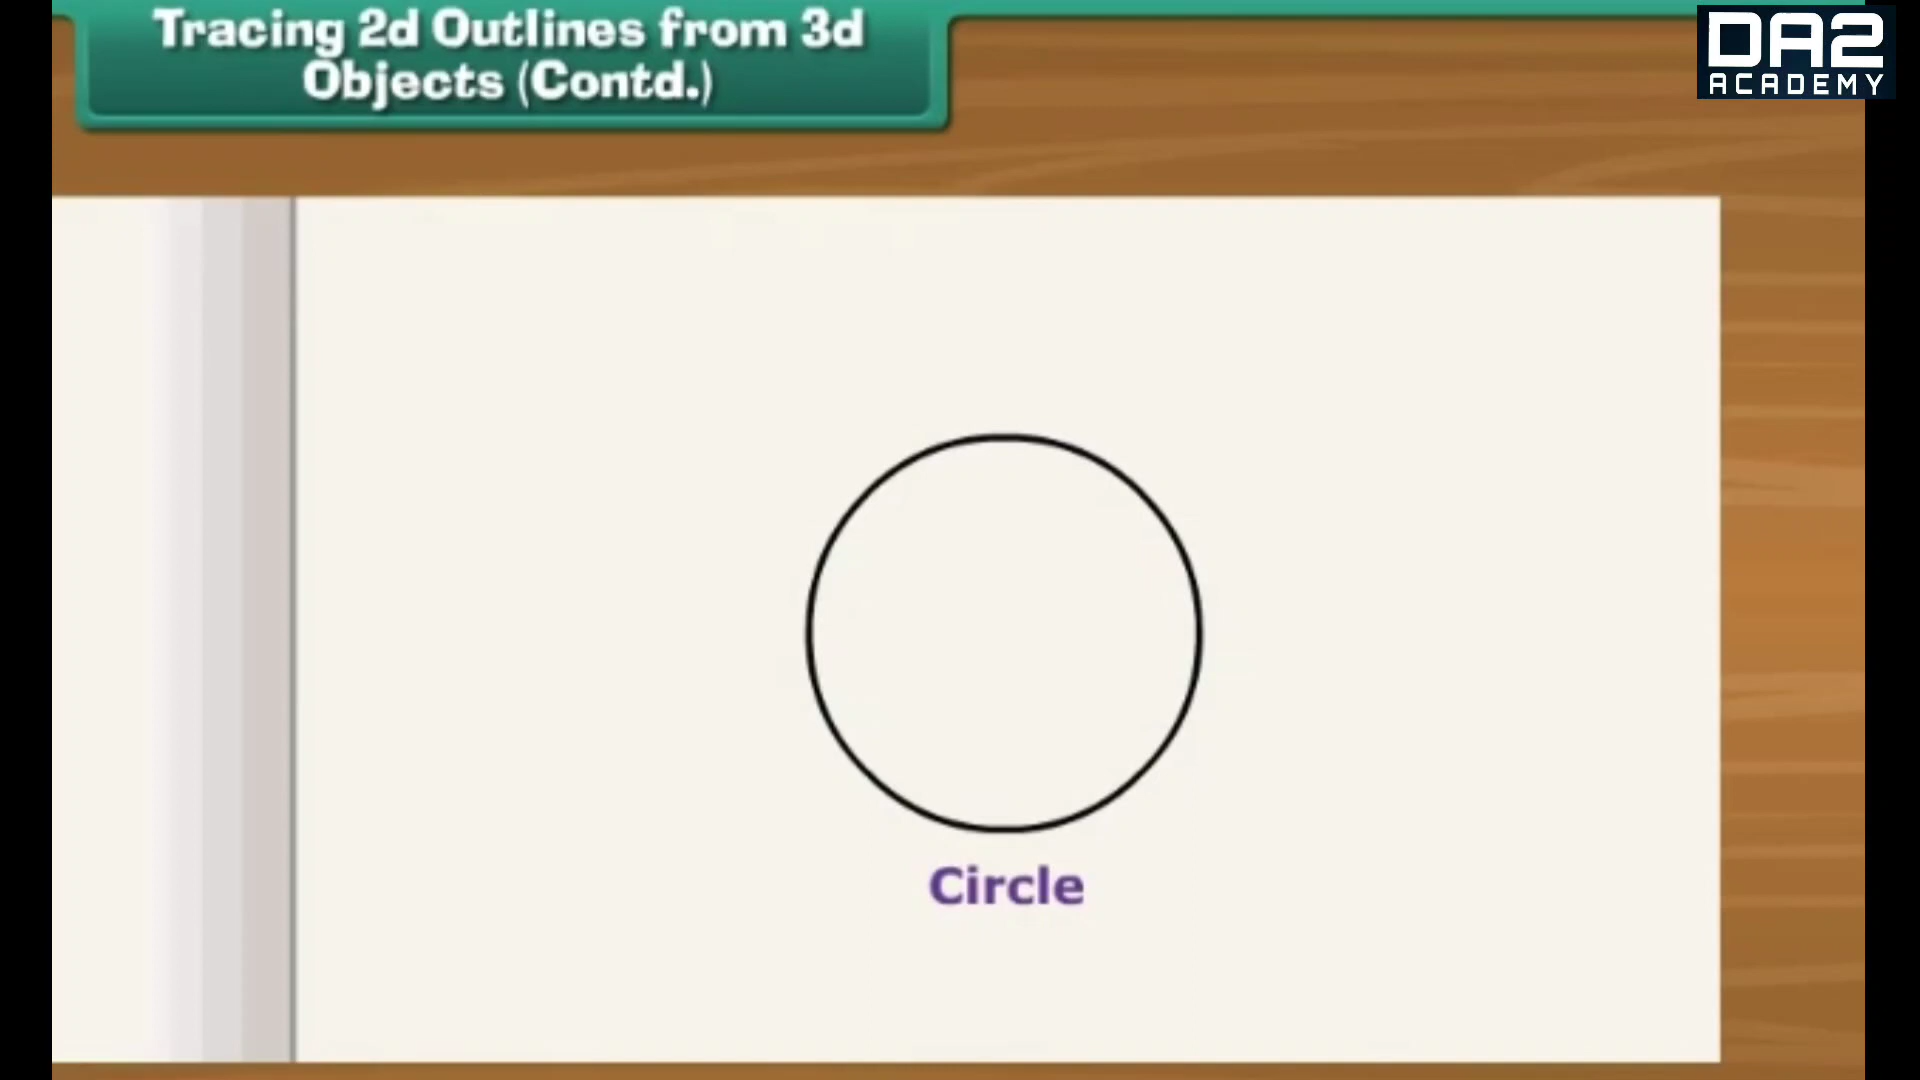 Tracing 2d Outlines from 3d
Objects (Contd.)
DA2
ACADEMY
Circle